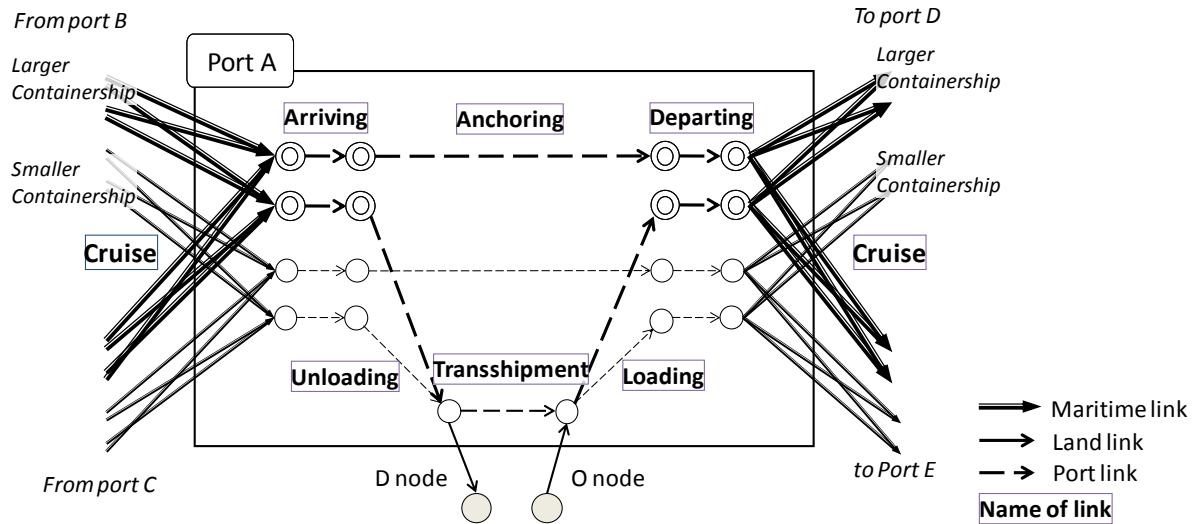 From port B
To port D
Larger
Containership
Port A
Larger
Containership
Arriving
Anchoring
Departing
Smaller
Containership
Smaller
Containership
Cruise
Cruise
Unloading
Transshipment
Loading
Maritime link
Land link
Port link
Name of link
From port C
D node
O node
to Port E